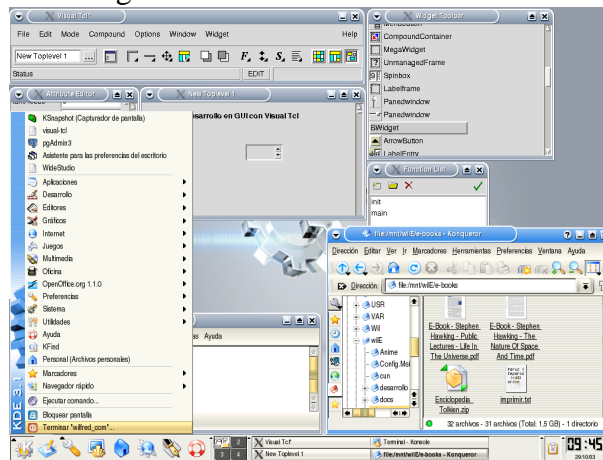 Visual Tcl
File Edit Mode Compound Options Window Widget Help
New Toplevel 1 ...
Status EDIT
Widget Toolbar
CompoundContainer
MegaWidget
UnmanagedFrame
Spinbox
Labelframe
Panedwindow
Panedwindow
BWidget
ArrowButton
LabelEntry
Attribute Editor
New Toplevel 1
esarrollo en GUI con Visual Tcl
Function List
init
main
KSnapshot (Capturador de pantalla)
visual-tcl
pgAdmin3
Asistente para las preferencias del escritorio
WideStudio
Aplicaciones
Desarrollo
Editores
Gráficos
Internet
Juegos
Multimedia
Oficina
OpenOffice.org 1.1.0
Preferencias
Sistema
Utilidades
Ayuda
KFind
Personal (Archivos personales)
Marcadores
Navegador rápido
Ejecutar comando...
Bloquear pantalla
Terminar "wilfred_com"...
KDE 3.1
as Ayuda
file:/mnt/wilE/e-books - Konqueror
Dirección Editar Ver Ir Marcadores Herramientas Preferencias Ventana Ayuda
Dirección: file:/mnt/wilE/e-books
USR
VAR
Wil
wilE
Anime
Config.Msi
cun
desarrollo
docs
E-Book - Stephen Hawking - Public Lectures - Life In The Universe.pdf
E-Book - Stephen Hawking - The Nature Of Space And Time.pdf
Enciclopedia_Tolkien.zip
imprimir.txt
32 archivos - 31 archivos (Total: 1,5 GB) - 1 directorio
2
3 4
Visual Tcl
New Toplevel 1
Terminal - Konsole
file:/mnt/wilE/e-books - Konqueror
09:45
29/10/03